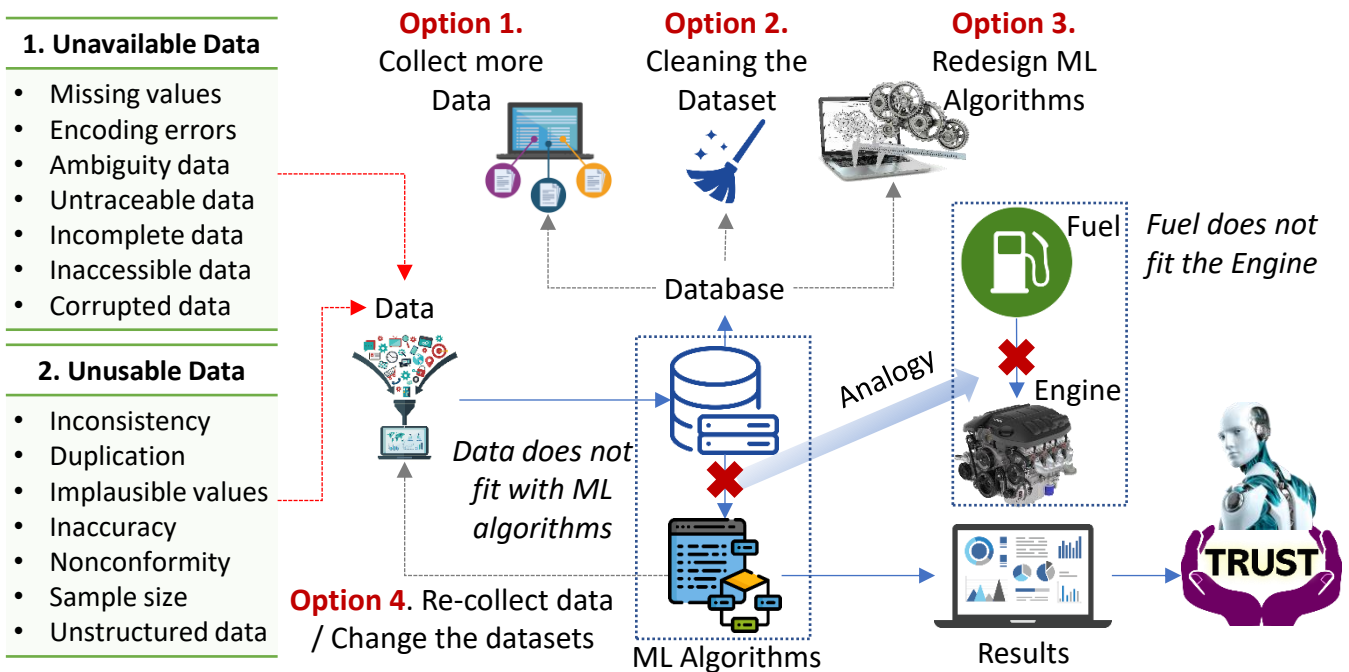 1. Unavailable Data
• Missing values
• Encoding errors
• Ambiguity data
• Untraceable data
• Incomplete data
• Inaccessible data
• Corrupted data
2. Unusable Data
• Inconsistency
• Duplication
• Implausible values
• Inaccuracy
• Nonconformity
• Sample size
• Unstructured data
Option 1.
Collect more
Data
Option 2.
Cleaning the
Dataset
Option 3.
Redesign ML
Algorithms
Data
Database
Data does not
fit with ML
algorithms
Analogy
Fuel
Engine
Fuel does not
fit the Engine
Option 4. Re-collect data
/ Change the datasets
ML Algorithms
Results
TRUST